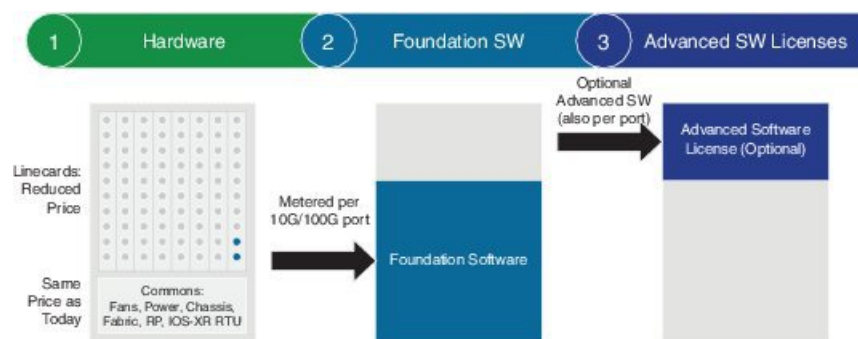 1 Hardware 2 Foundation SW 3 Advanced SW Licenses
Linecards:
Reduced
Price
Same
Price as
Today
Commons:
Fans, Power, Chassis,
Fabric, RP, IOS-XR RTU
Metered per
10G/100G port
Foundation Software
Optional
Advanced SW
(also per port)
Advanced Software
License (Optional)